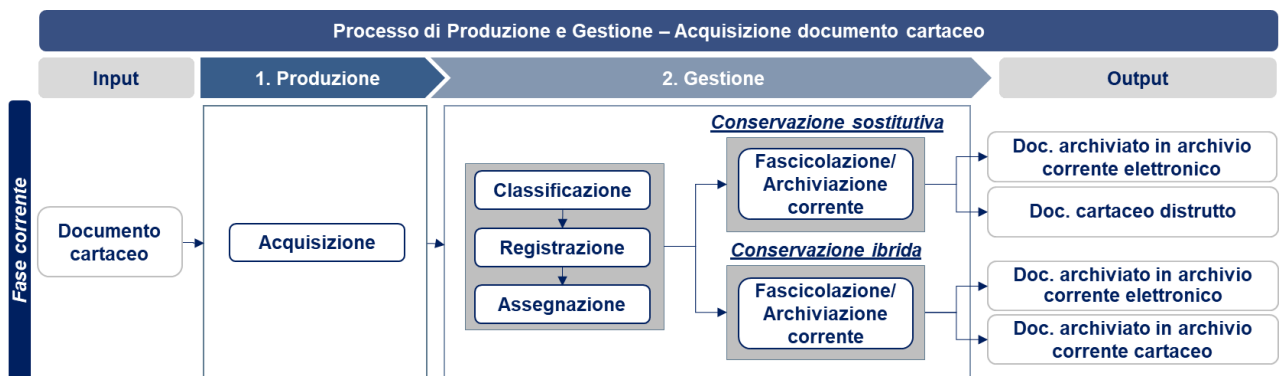 Processo di Produzione e Gestione – Acquisizione documento cartaceo
Input
1. Produzione
2. Gestione
Output
Fase corrente
Documento
cartaceo
Acquisizione
Classificazione
Registrazione
Assegnazione
Conservazione sostitutiva
Fascicolazione/
Archiviazione
corrente
Conservazione ibrida
Fascicolazione/
Archiviazione
corrente
Doc. archiviato in archivio
corrente elettronico
Doc. cartaceo distrutto
Doc. archiviato in archivio
corrente elettronico
Doc. archiviato in archivio
corrente cartaceo